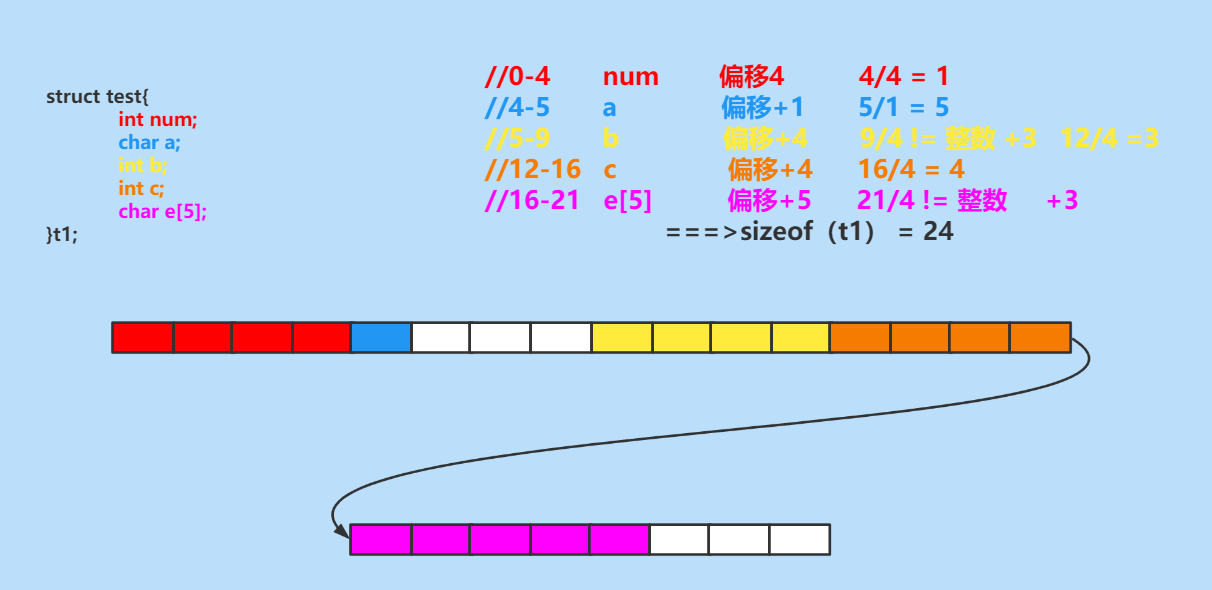 struct test{
int num;
char a;
int b;
int c;
char e[5];
}t1;
//0-4 num 偏移4 4/4 = 1
//4-5 a 偏移+1 5/1 = 5
//5-9 b 偏移+4 9/4 != 整数 +3 12/4 =3
//12-16 c 偏移+4 16/4 = 4
//16-21 e[5] 偏移+5 21/4 != 整数 +3
===>sizeof（t1） = 24